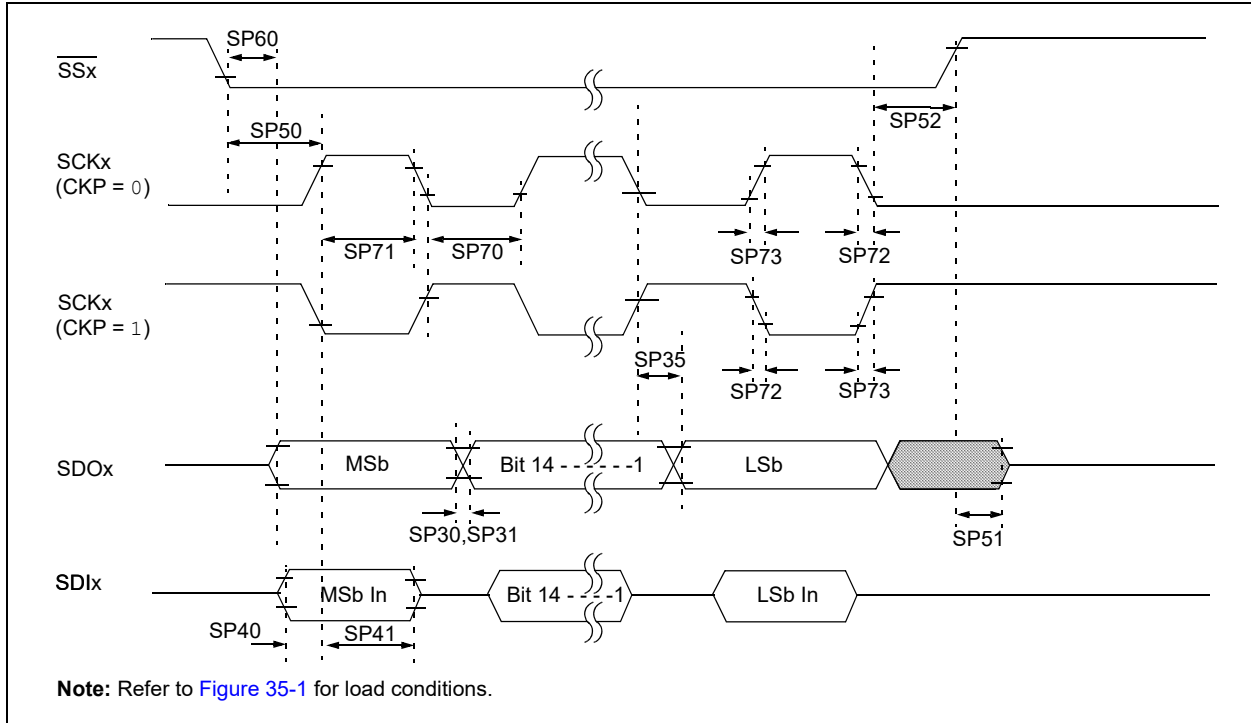 SP60
SSx
SP50
SP52
SCKx
(CKP = 0)
SP71
SP70
SP73
SP72
SCKx
(CKP = 1)
SP35
SP72
SP73
SDOx
MSb
Bit 14 - - - - - -1
LSb
SP30,SP31
SP51
SDIx
MSb In
Bit 14 - - - -1
LSb In
SP40
SP41
Note: Refer to Figure 35-1 for load conditions.